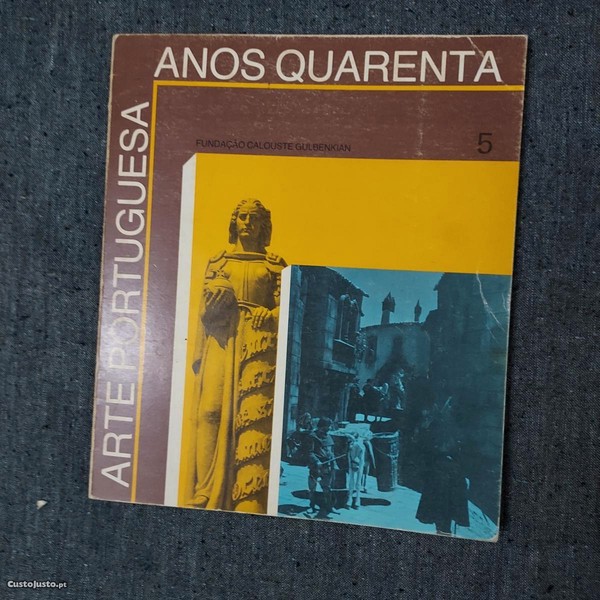 ANOS QUARENTA
ARTE PORTUGUESA
FUNDAÇÃO CALOUSTE GULBENKIAN
5
CustoJusto.pt